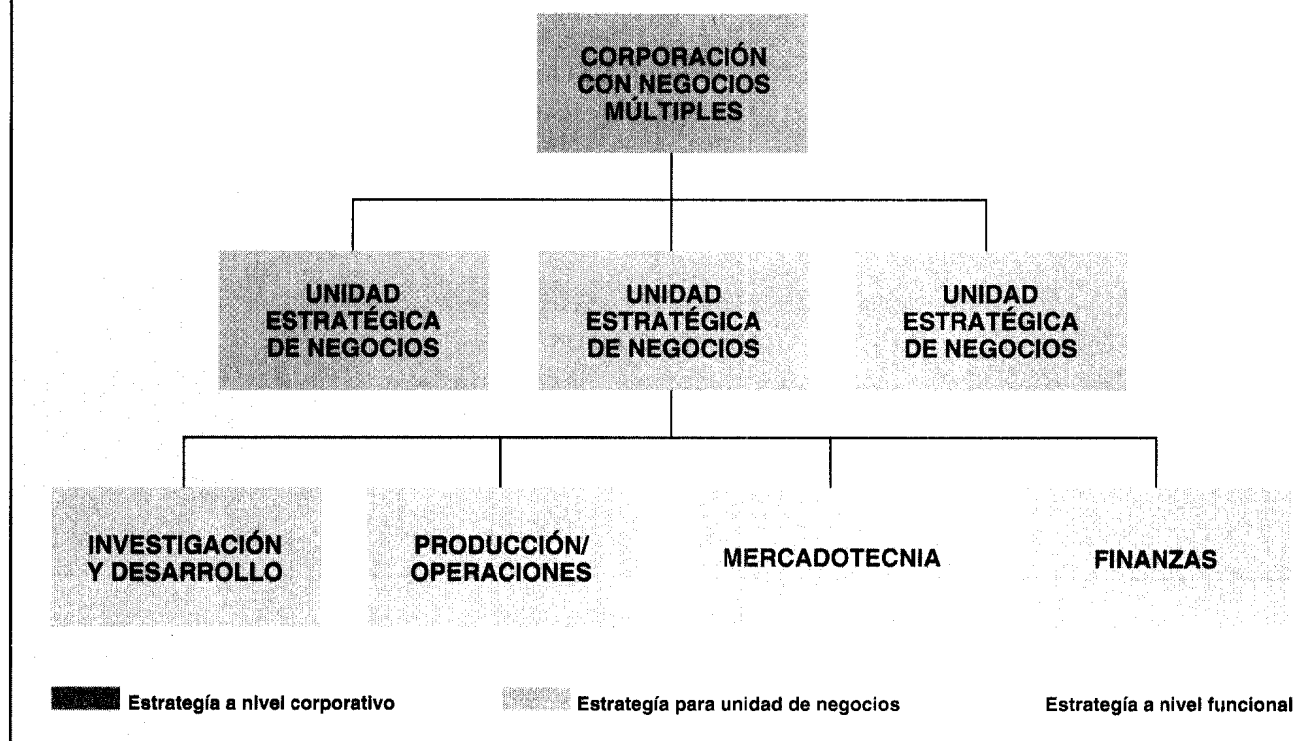 CORPORACIÓN
CON NEGOCIOS
MÚLTIPLES
UNIDAD
ESTRATÉGICA
DE NEGOCIOS
UNIDAD
ESTRATÉGICA
DE NEGOCIOS
UNIDAD
ESTRATÉGICA
DE NEGOCIOS
INVESTIGACIÓN
Y DESARROLLO
PRODUCCIÓN/
OPERACIONES
MERCADOTECNIA
FINANZAS
Estrategía a nivel corporativo
Estrategía para unidad de negocios
Estrategía a nivel funcional